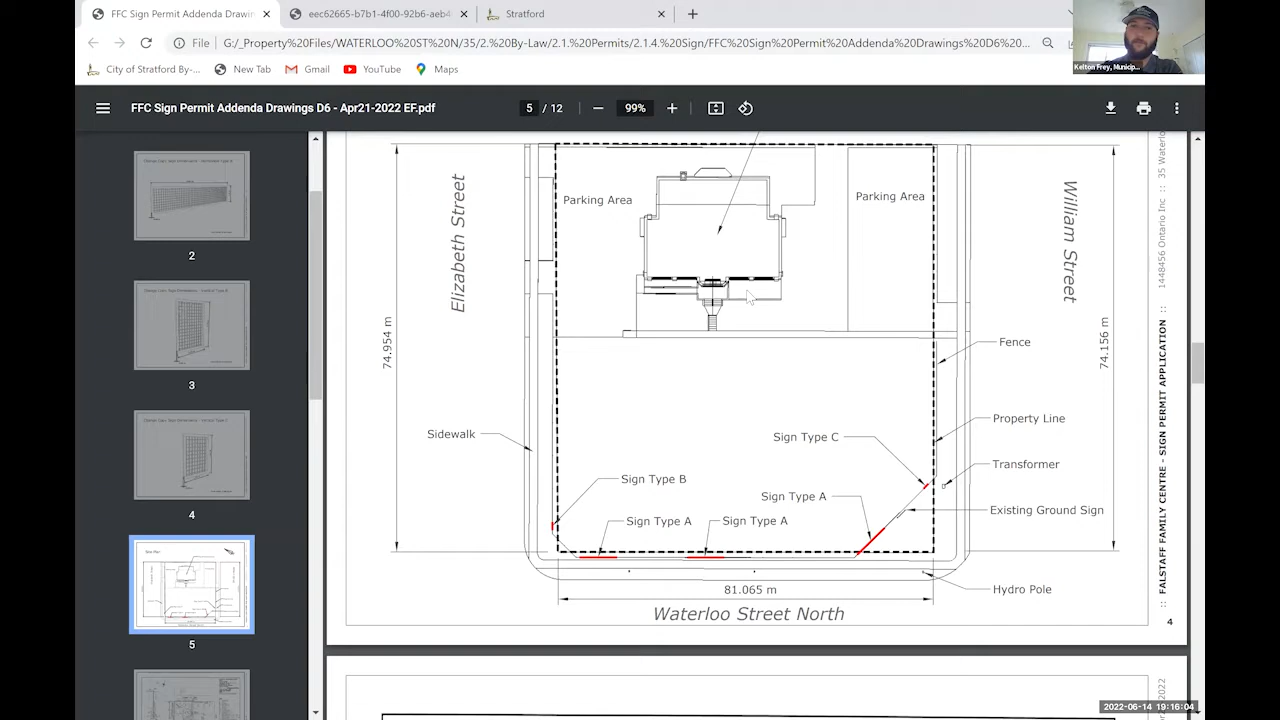 FFC Sign Permit Addenda Drawin
eec62665-b7b1-4f00-92b6-aeb4
stratford
File
G:/_Property%20Files/WATERLOO%20ST%20N/35/2.%20By-Law/2.1.%20Permits/2.1.4.%20Sign/FFC%20Sign%20Permit%20Addenda%20Drawings%20D6%20...
City of Stratford By-...
New Tab
Gmail
YouTube
Maps
Kelton Frey, Municip...
FFC Sign Permit Addenda Drawings D6 - Apr21-2022 EF.pdf
5 / 12
99%
2
3
4
5
Parking Area
Parking Area
Elizabeth Street
William Street
74.954 m
74.156 m
Fence
Property Line
Transformer
Existing Ground Sign
Hydro Pole
Sidewalk
Sign Type C
Sign Type B
Sign Type A
Sign Type A
Sign Type A
81.065 m
Waterloo Street North
:: FALSTAFF FAMILY CENTRE - SIGN PERMIT APPLICATION :: 1448456 Ontario Inc :: 35 Waterlo
4
2022
2022-06-14 19:16:04